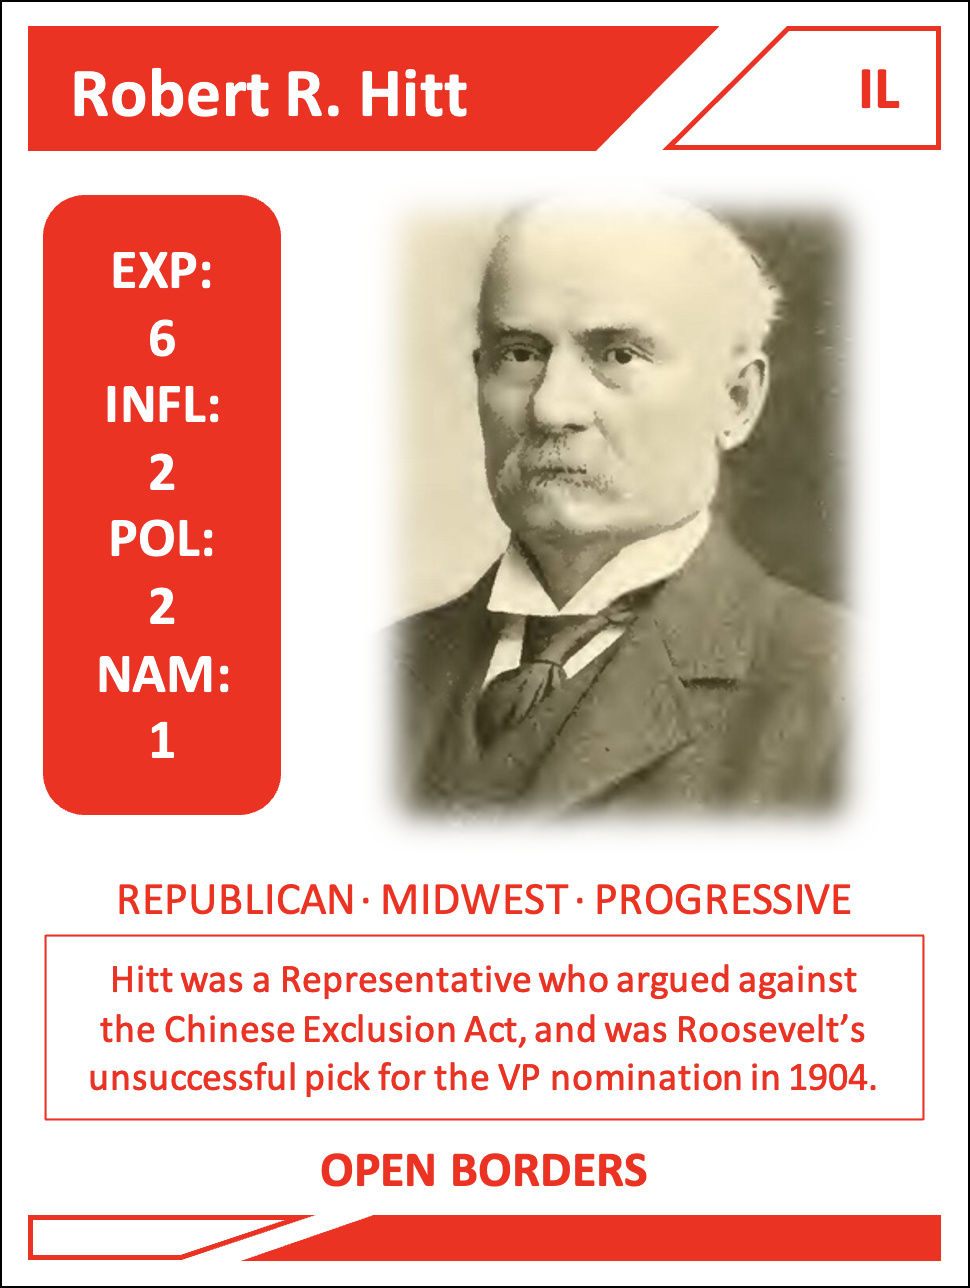 Robert R. Hitt
IL
EXP:
6
INFL:
2
POL:
2
NAM:
1
REPUBLICAN · MIDWEST · PROGRESSIVE
Hitt was a Representative who argued against
the Chinese Exclusion Act, and was Roosevelt’s
unsuccessful pick for the VP nomination in 1904.
OPEN BORDERS